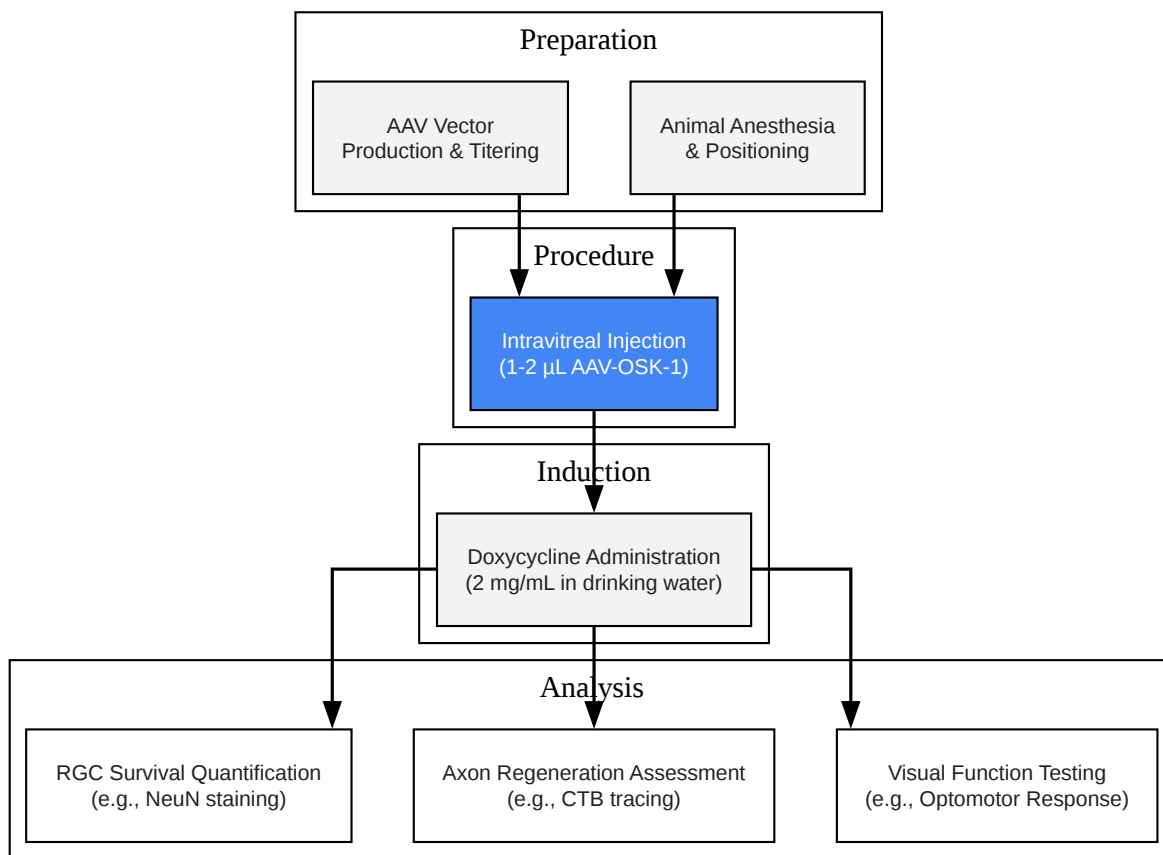 Preparation
AAV Vector
Production & Titering
Animal Anesthesia
& Positioning
Procedure
Intravitreal Injection
(1-2 µL AAV-OSK-1)
Induction
Doxycycline Administration
(2 mg/mL in drinking water)
Analysis
RGC Survival Quantification
(e.g., NeuN staining)
Axon Regeneration Assessment
(e.g., CTB tracing)
Visual Function Testing
(e.g., Optomotor Response)